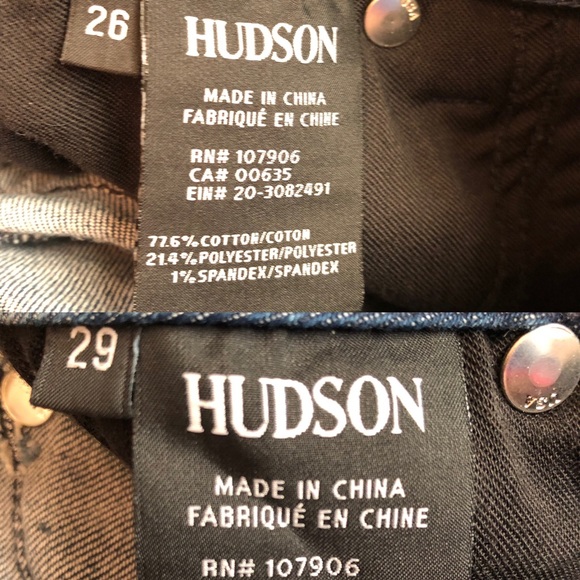 26
HUDSON
MADE IN CHINA
FABRIQUÉ EN CHINE
RN# 107906
CA# 00635
EIN# 20-3082491
77.6%COTTON/COTON
21.4%POLYESTER/POLYESTER
1%SPANDEX/SPANDEX
29
HUDSON
MADE IN CHINA
FABRIQUÉ EN CHINE
RN# 107906